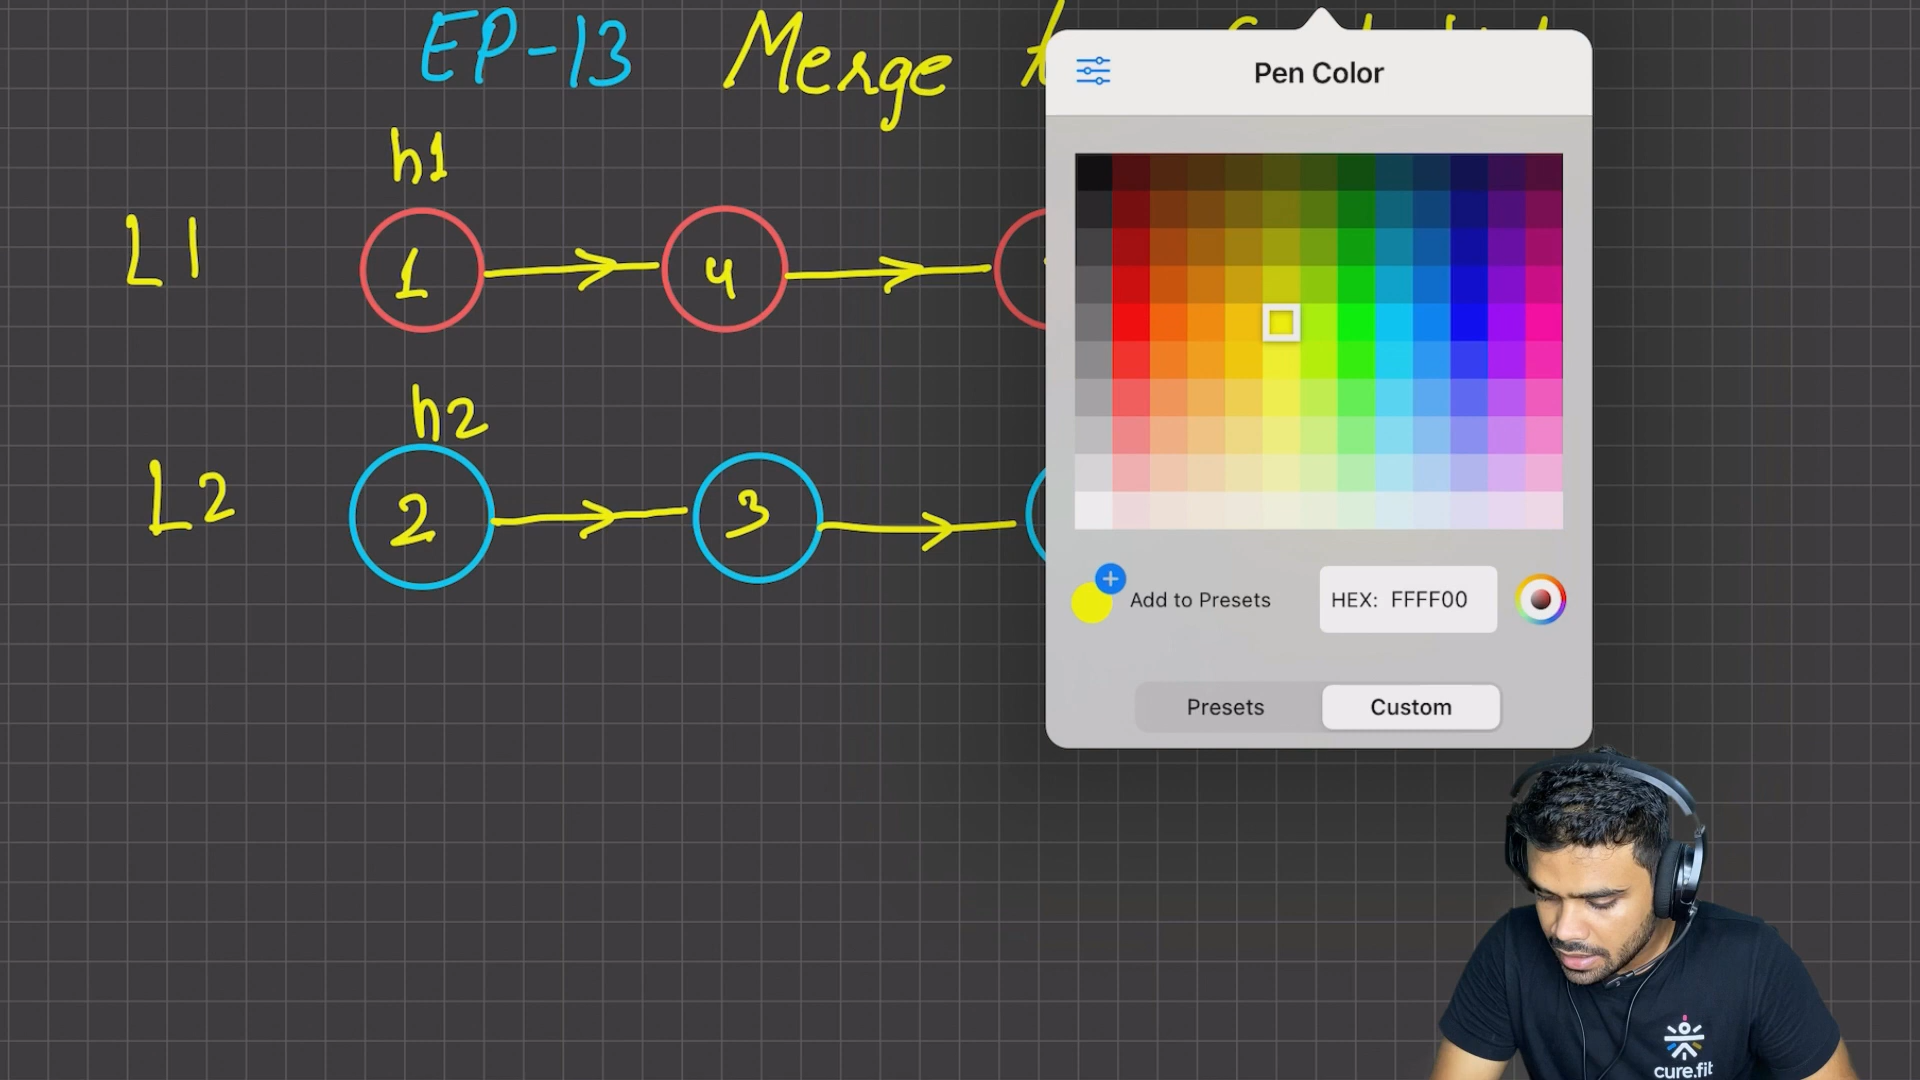 EP-13 Merge
Pen Color
h1
L1
1
4
h2
L2
2
3
Add to Presets
HEX: FFFF00
Presets
Custom
cure.fit